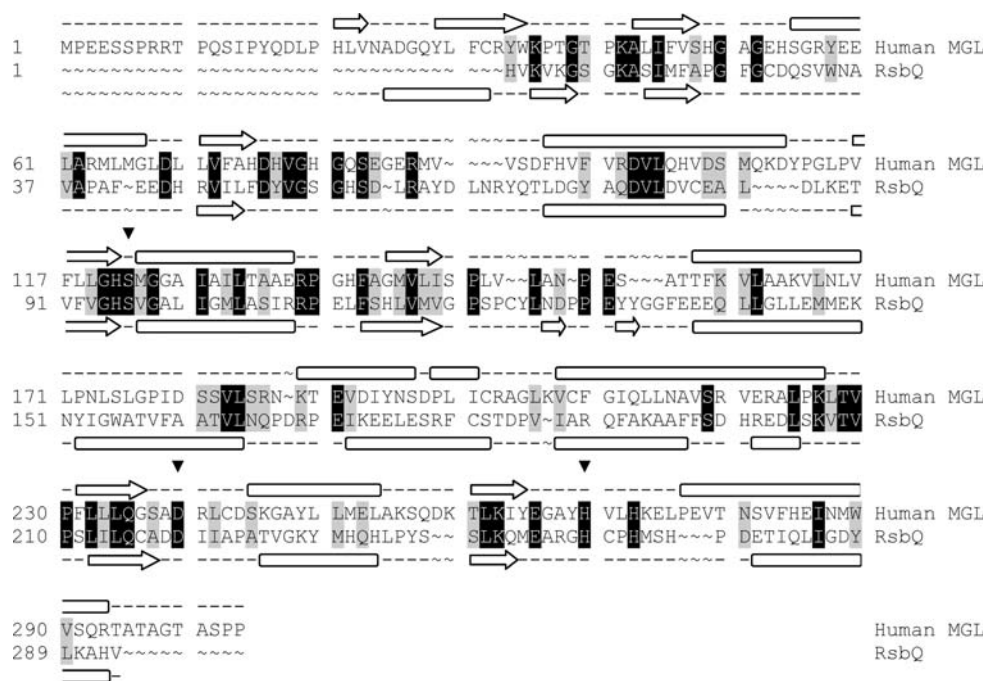 1 MPEESSPRRT PQSIPYQDLP HLVNADGQYL FCRYWKPTGT PKALIFVSHG AGEHSGRYEE Human MGL
1 ~~~~~~~~~~ ~~~~~~~~~~ ~~~~~~~~~~ ~~~HVKVKGS GKASIMFAPG FGCDQSVWNA RsbQ
61 LARMLMGLDL LVFAHDHVGH GQSEGERMV~ ~~~VSDFHVF VRDVLQHVDS MQKDYPGLPV Human MGL
37 VAPAF~EEDH RVILFDYVGS GHSD~LRAYD LNRYQTLDGY AQDVLDVCEA L~~~~DLKET RsbQ
117 FLLGHSMGGA IAILTAAERP GHFAGMVLIS PLV~~LAN~P ES~~~ATTFK VLAAKVLNLV Human MGL
91 VFVGHSVGAL IGMLASIRRP ELFSHLVMVG PSPCYLNDPP EYYGGFEEEQ LLGLLEMMEK RsbQ
171 LPNLSLGPID SSVLSRN~KT EVDIYNSDPL ICRAGLKVCF GIQLLNAVSR VERALPKLTV Human MGL
151 NYIGWATVFA ATVLNQPDRP EIKEELESRF CSTDPV~IAR QFAKAAFFSD HREDLSKVTV RsbQ
230 PFLLLQGSAD RLCDSKGAYL LMELAKSQDK TLKIYEGAYH VLHKELPEVT NSVFHEINMW Human MGL
210 PSLILQCADD IIAPATVGKY MHQHLPYS~~ SLKQMEARGH CPHMSH~~~P DETIQLIGDY RsbQ
290 VSQRTATAGT ASPP Human MGL
289 LKAHV~~~~~ ~~~~ RsbQ